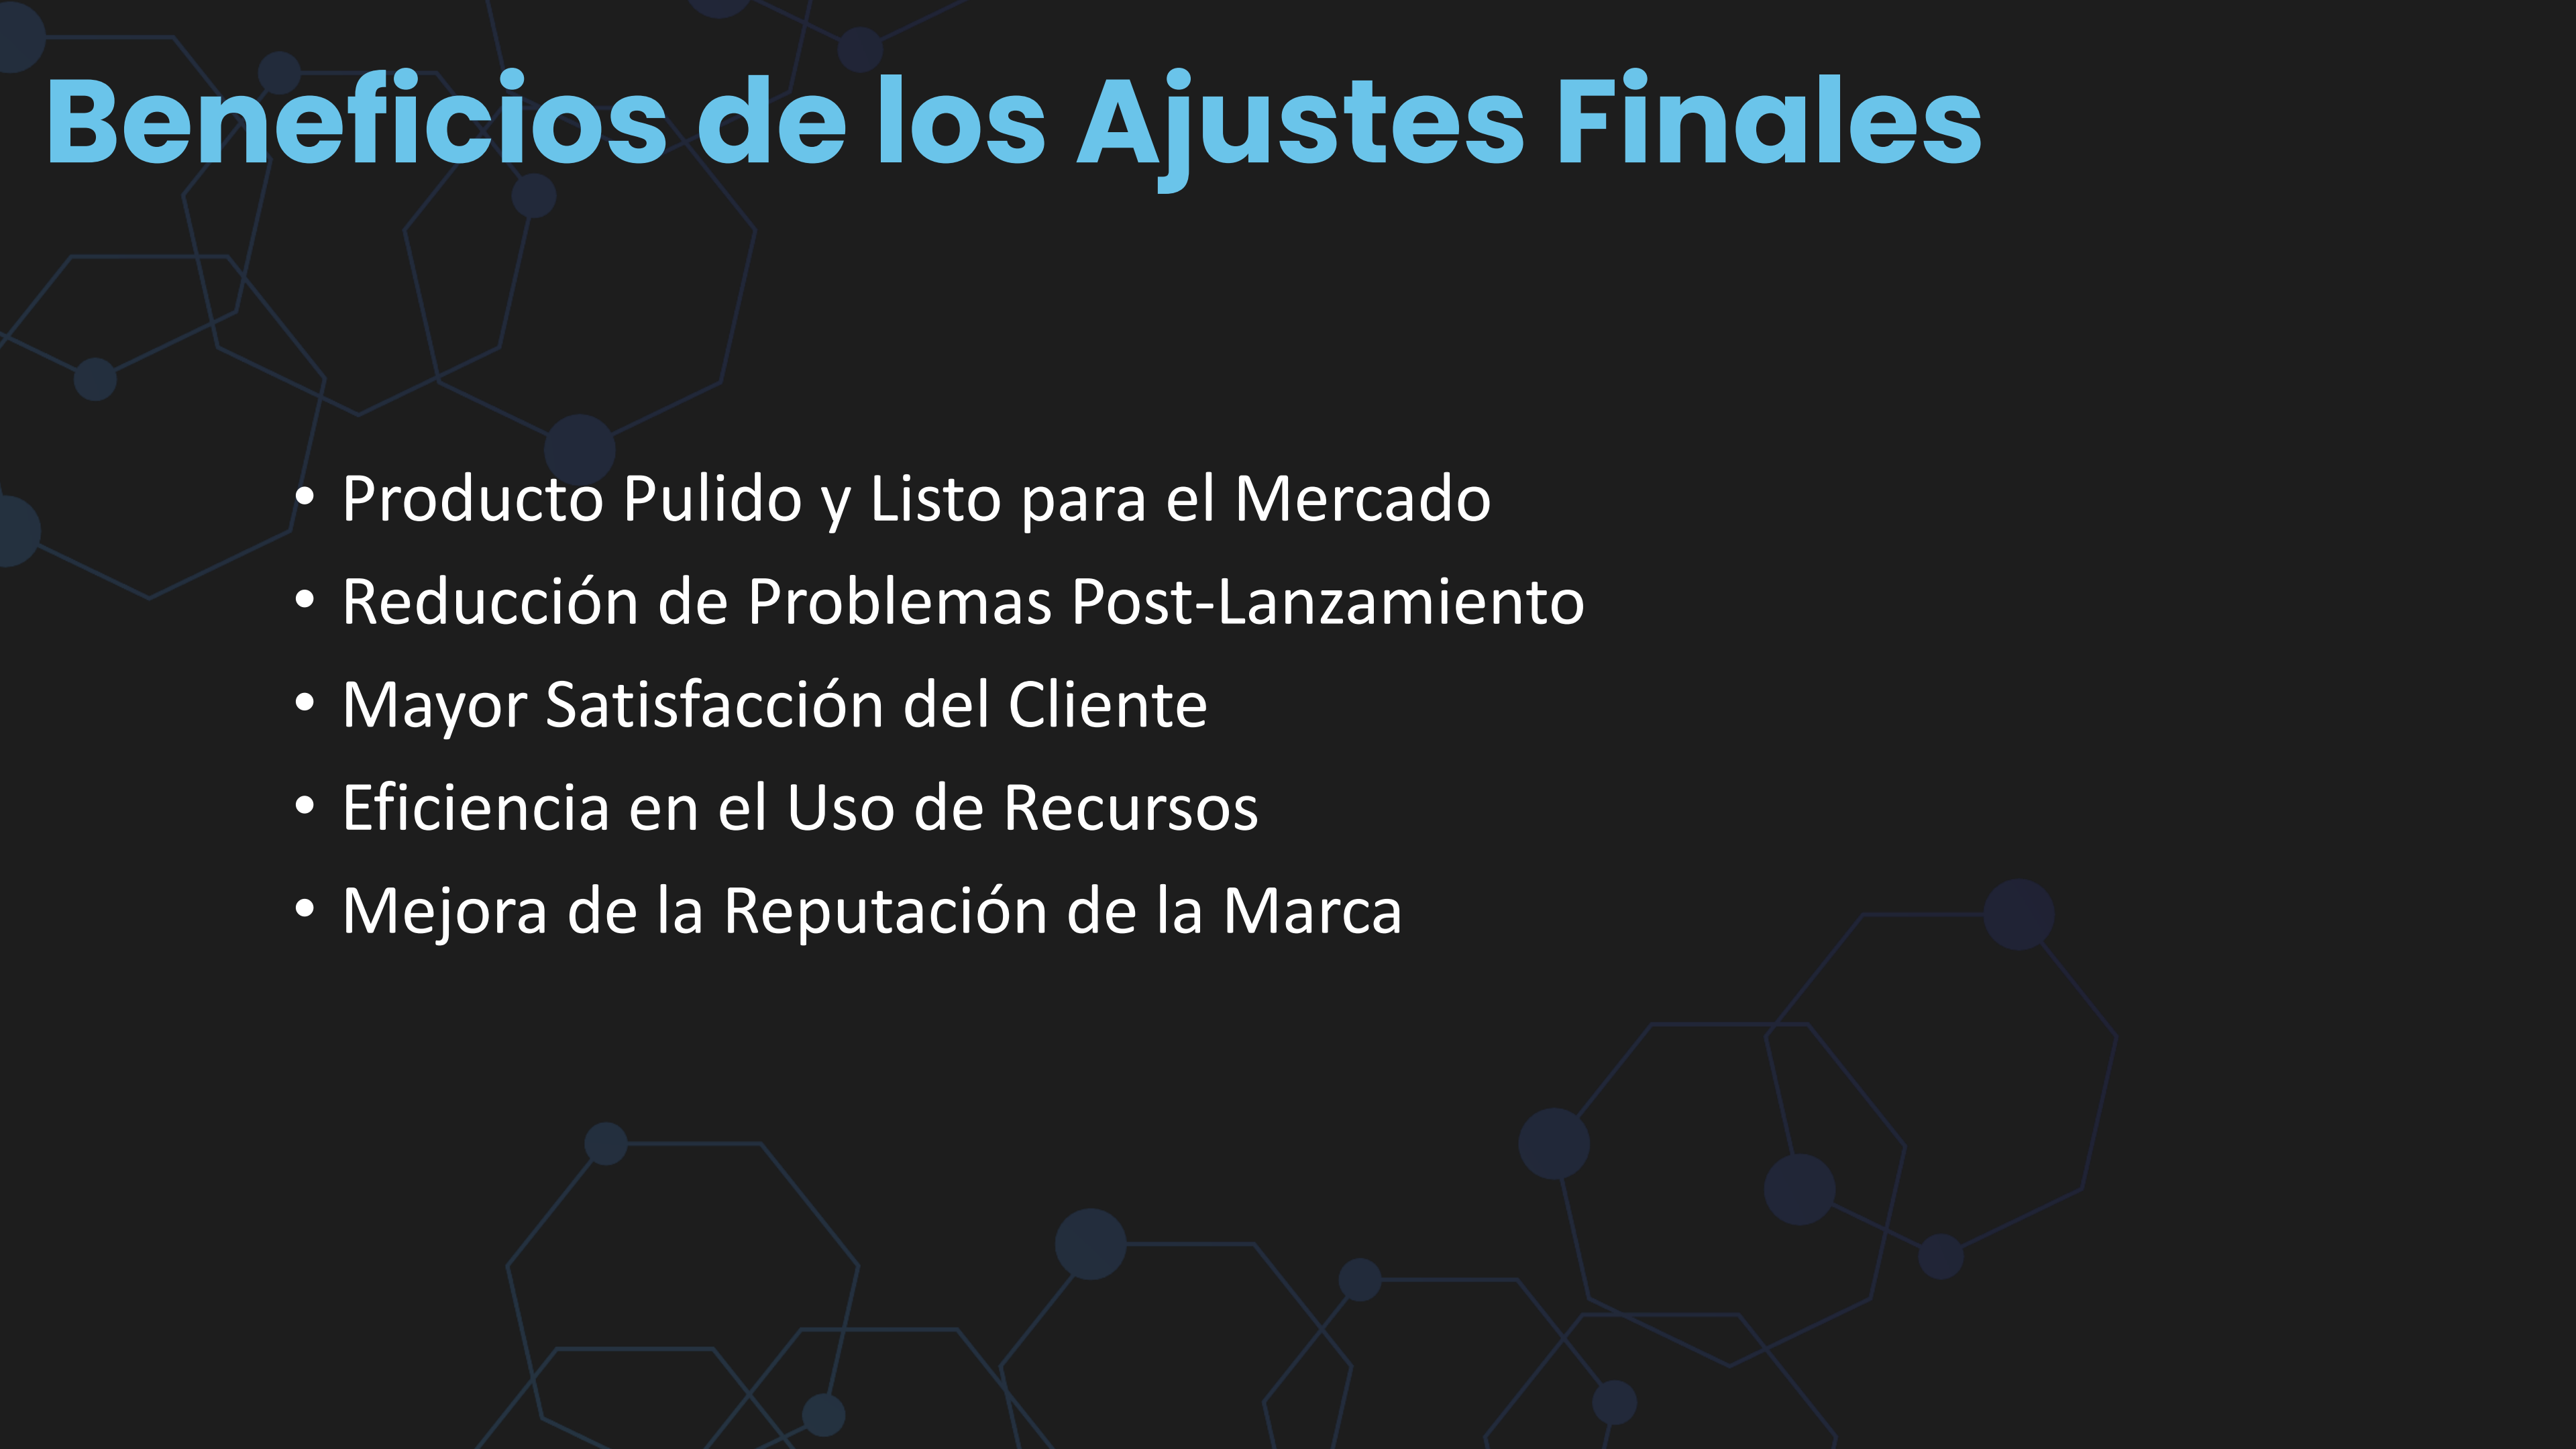 Beneficios de los Ajustes Finales
• Producto Pulido y Listo para el Mercado
• Reducción de Problemas Post-Lanzamiento
• Mayor Satisfacción del Cliente
• Eficiencia en el Uso de Recursos
• Mejora de la Reputación de la Marca